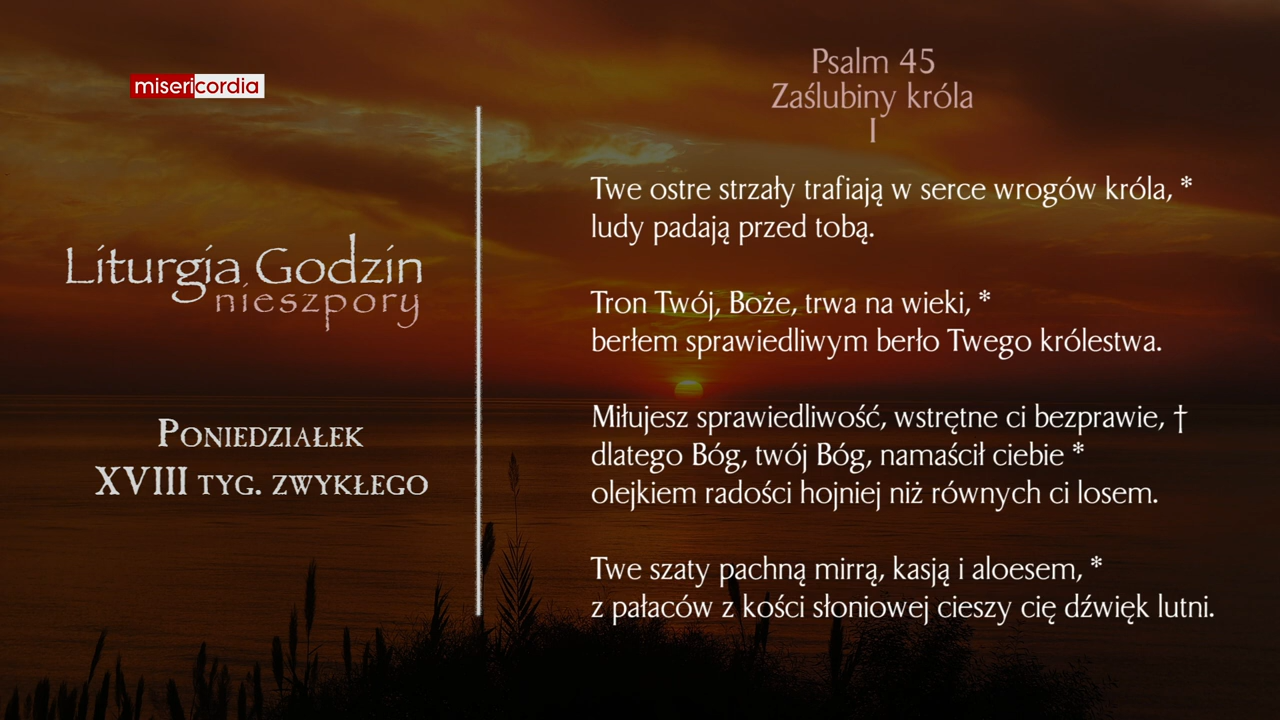 misericordia
Liturgia Godzin
nieszpory
Poniedziałek
XVIII tyg. zwykłego
Psalm 45
Zaślubiny króla
I
Twe ostre strzały trafiają w serce wrogów króla, *
ludy padają przed tobą.
Tron Twój, Boże, trwa na wieki, *
berłem sprawiedliwym berło Twego królestwa.
Miłujesz sprawiedliwość, wstrętne ci bezprawie, †
dlatego Bóg, twój Bóg, namaścił ciebie *
olejkiem radości hojniej niż równych ci losem.
Twe szaty pachną mirrą, kasją i aloesem, *
z pałaców z kości słoniowej cieszy cię dźwięk lutni.